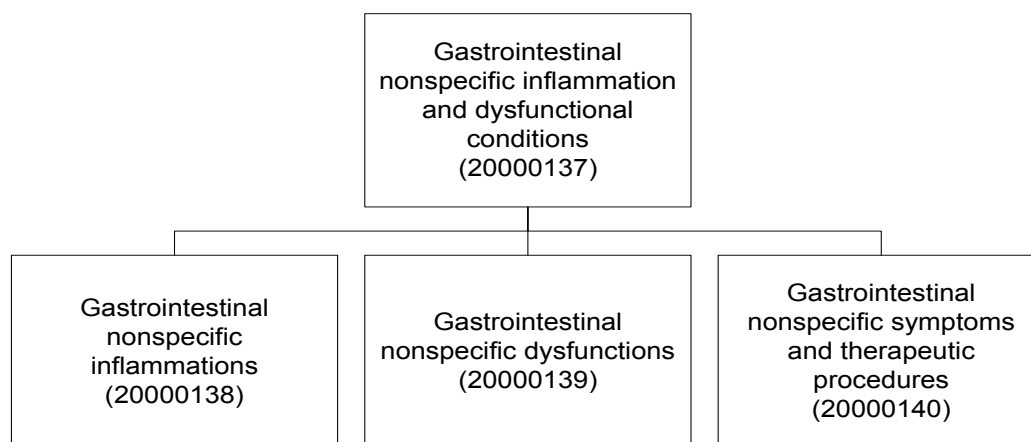 Gastrointestinal
nonspecific inflammation
and dysfunctional
conditions
(20000137)
Gastrointestinal
nonspecific
inflammations
(20000138)
Gastrointestinal
nonspecific dysfunctions
(20000139)
Gastrointestinal
nonspecific symptoms
and therapeutic
procedures
(20000140)